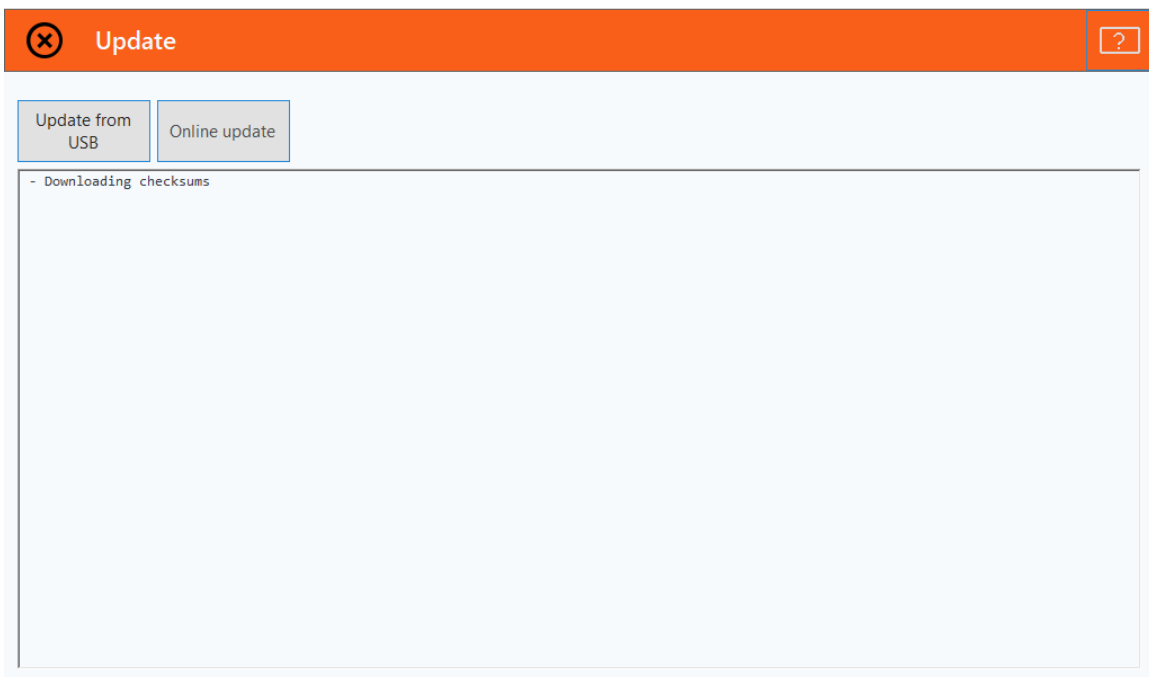 Update
?
Update from
USB
Online update
- Downloading checksums